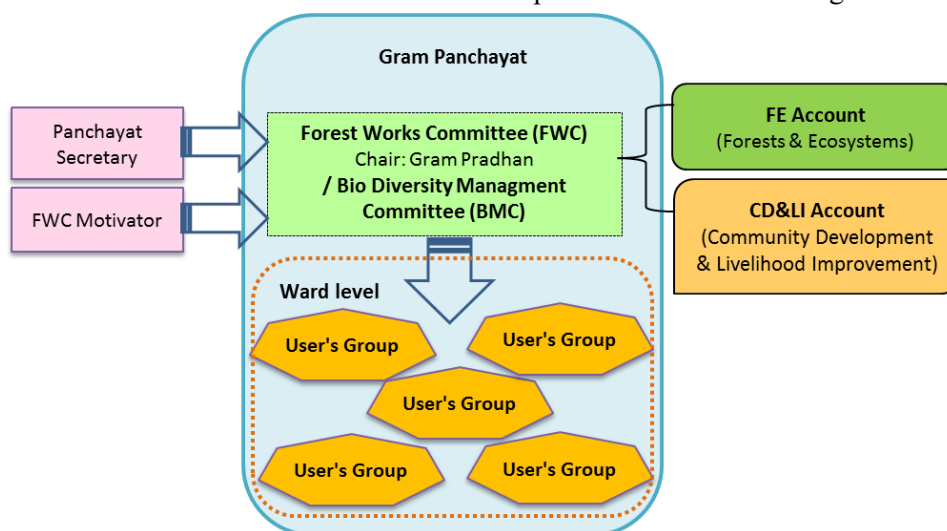 Gram Panchayat
Panchayat
Secretary
FWC Motivator
Forest Works Committee (FWC)
Chair: Gram Pradhan
/ Bio Diversity Managment
Committee (BMC)
FE Account
(Forests & Ecosystems)
CD&LI Account
(Community Development
& Livelihood Improvement)
Ward level
User's Group
User's Group
User's Group
User's Group
User's Group